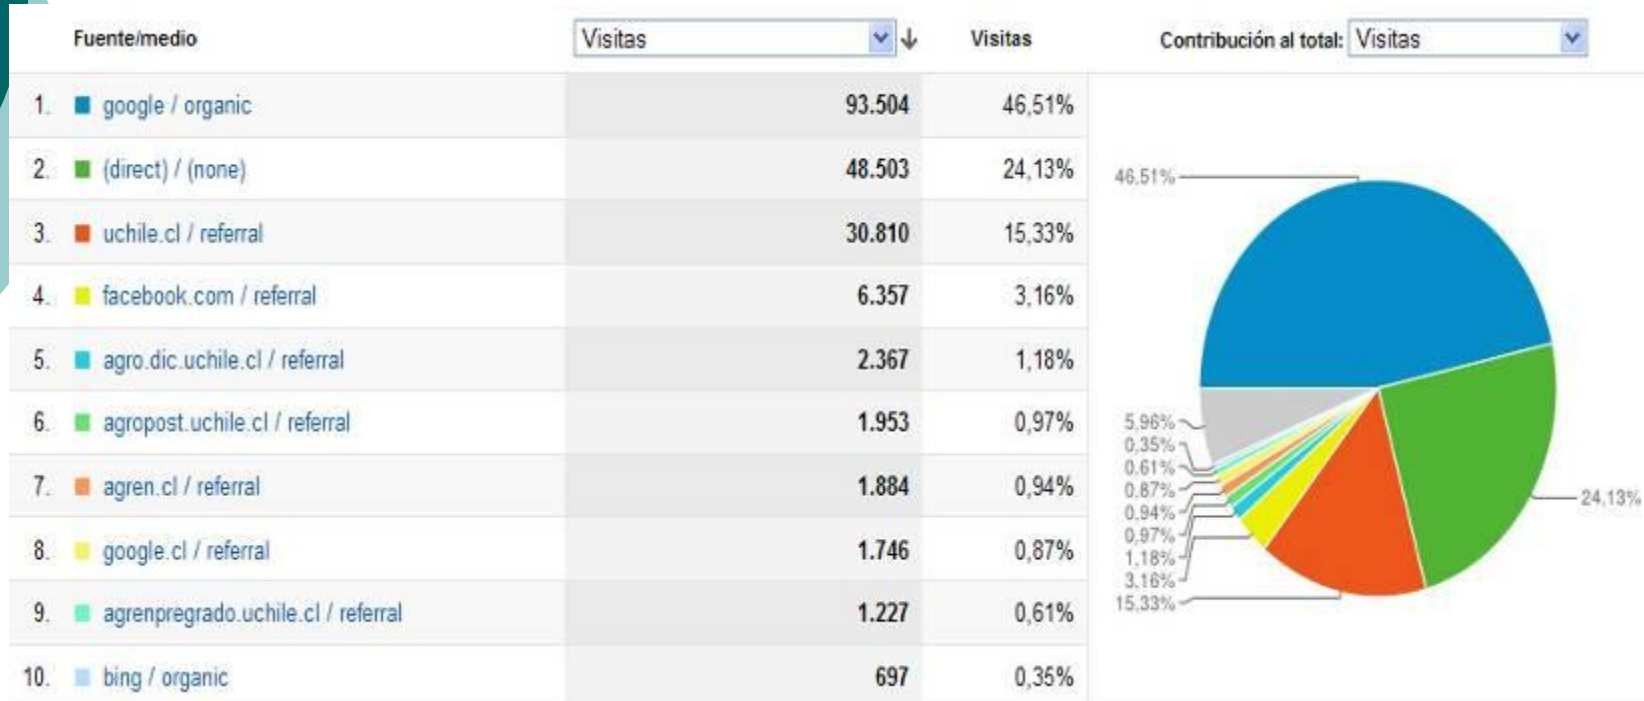 Fuente/medio Visitas Visitas Contribución al total: Visitas
1. google / organic 93.504 46,51%
2. (direct) / (none) 48.503 24,13%
3. uchile.cl / referral 30.810 15,33%
4. facebook.com / referral 6.357 3,16%
5. agro.dic.uchile.cl / referral 2.367 1,18%
6. agropost.uchile.cl / referral 1.953 0,97%
7. agren.cl / referral 1.884 0,94%
8. google.cl / referral 1.746 0,87%
9. agrenpregrado.uchile.cl / referral 1.227 0,61%
10. bing / organic 697 0,35%
46,51%
5,96%
0,35%
0,61%
0,87%
0,94%
0,97%
1,18%
3,16%
15,33%
24,13%